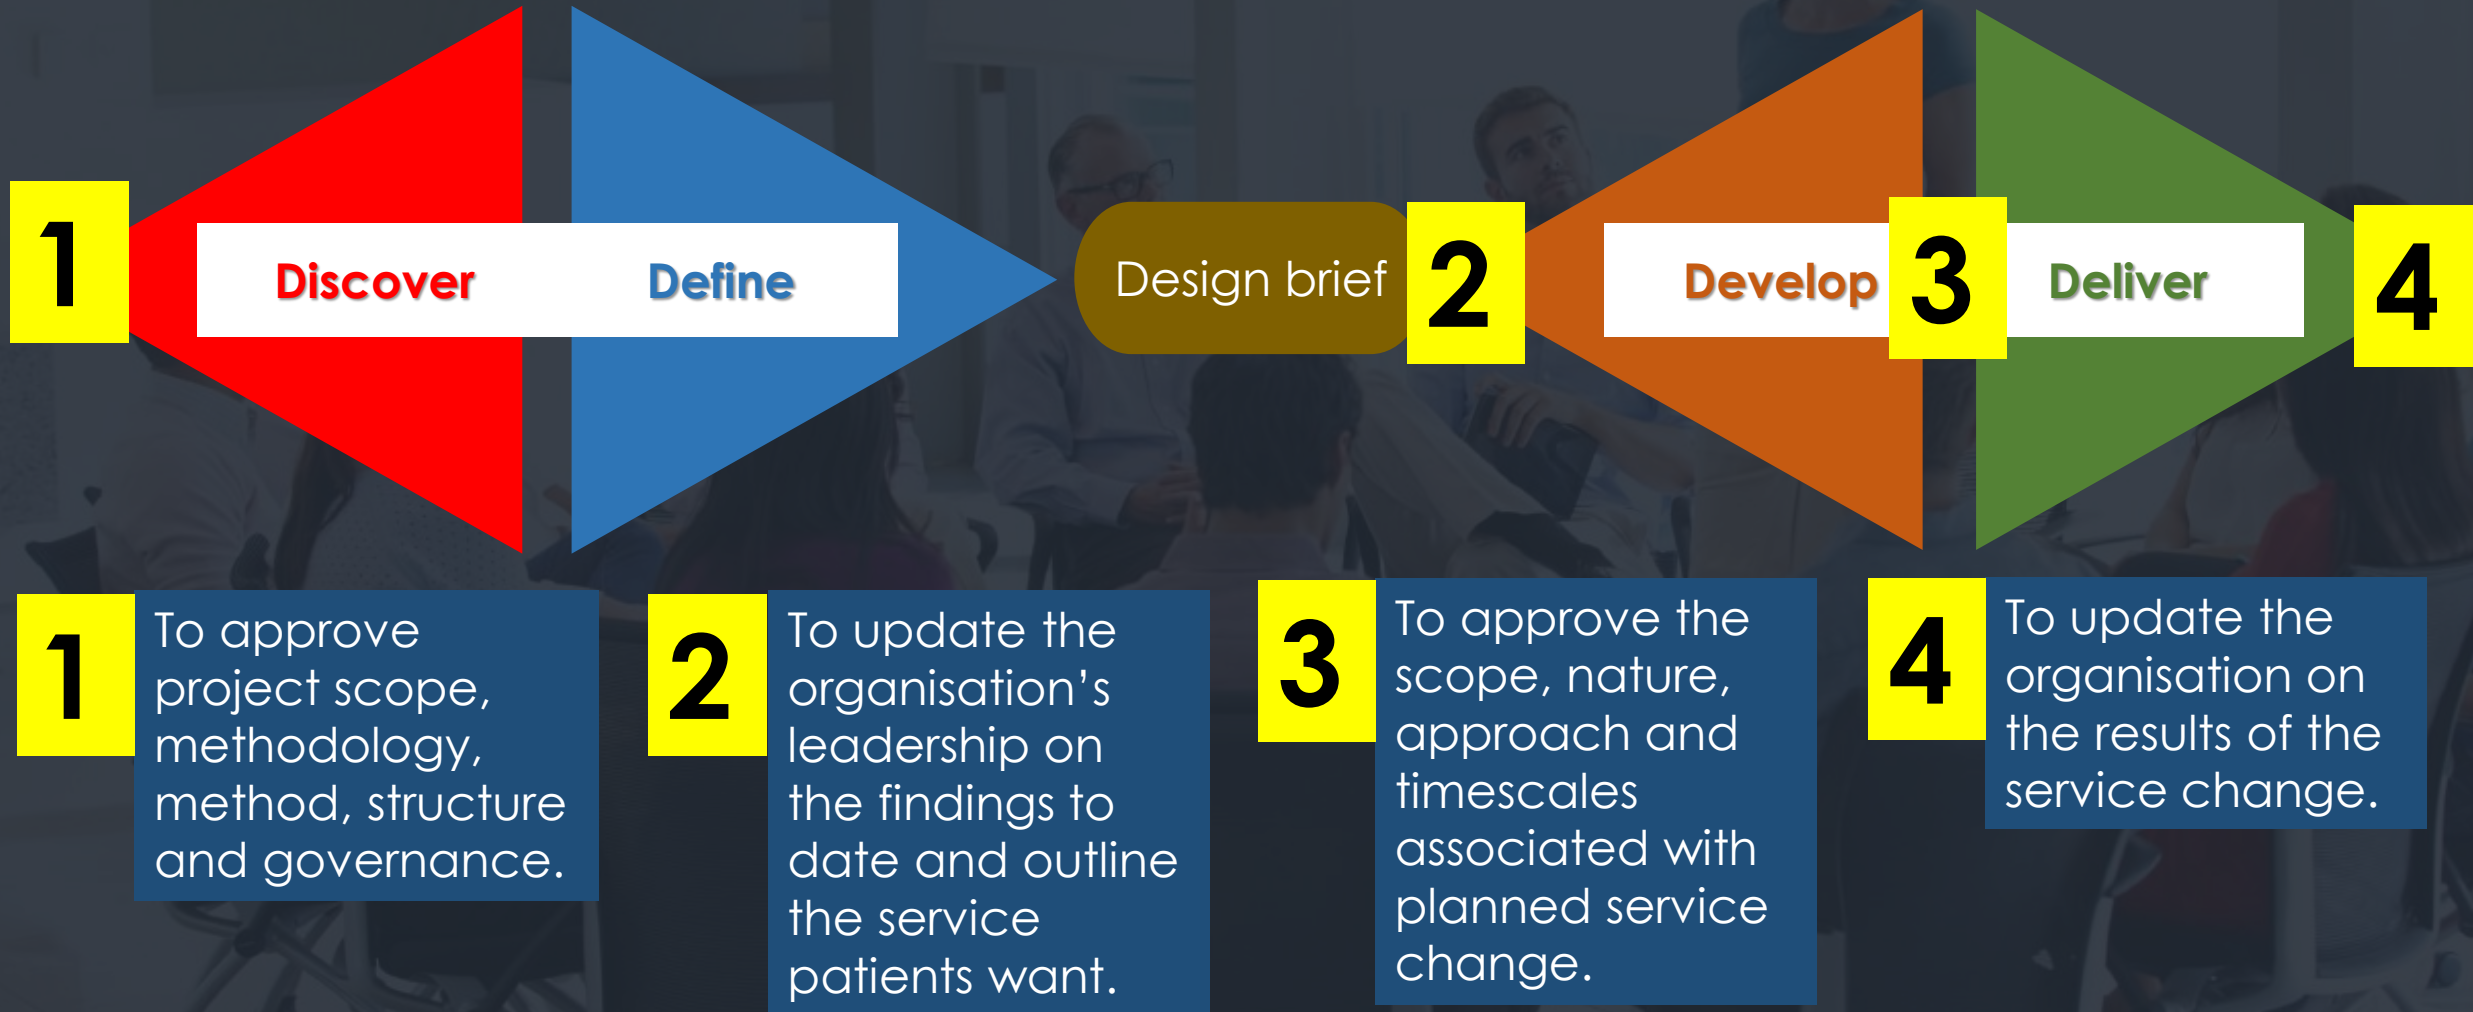 1
Discover
Define
Design brief
2
Develop
3
Deliver
4
1
To approve
project scope,
methodology,
method, structure
and governance.
2
To update the
organisation’s
leadership on
the findings to
date and outline
the service
patients want.
3
To approve the
scope, nature,
approach and
timescales
associated with
planned service
change.
4
To update the
organisation on
the results of the
service change.